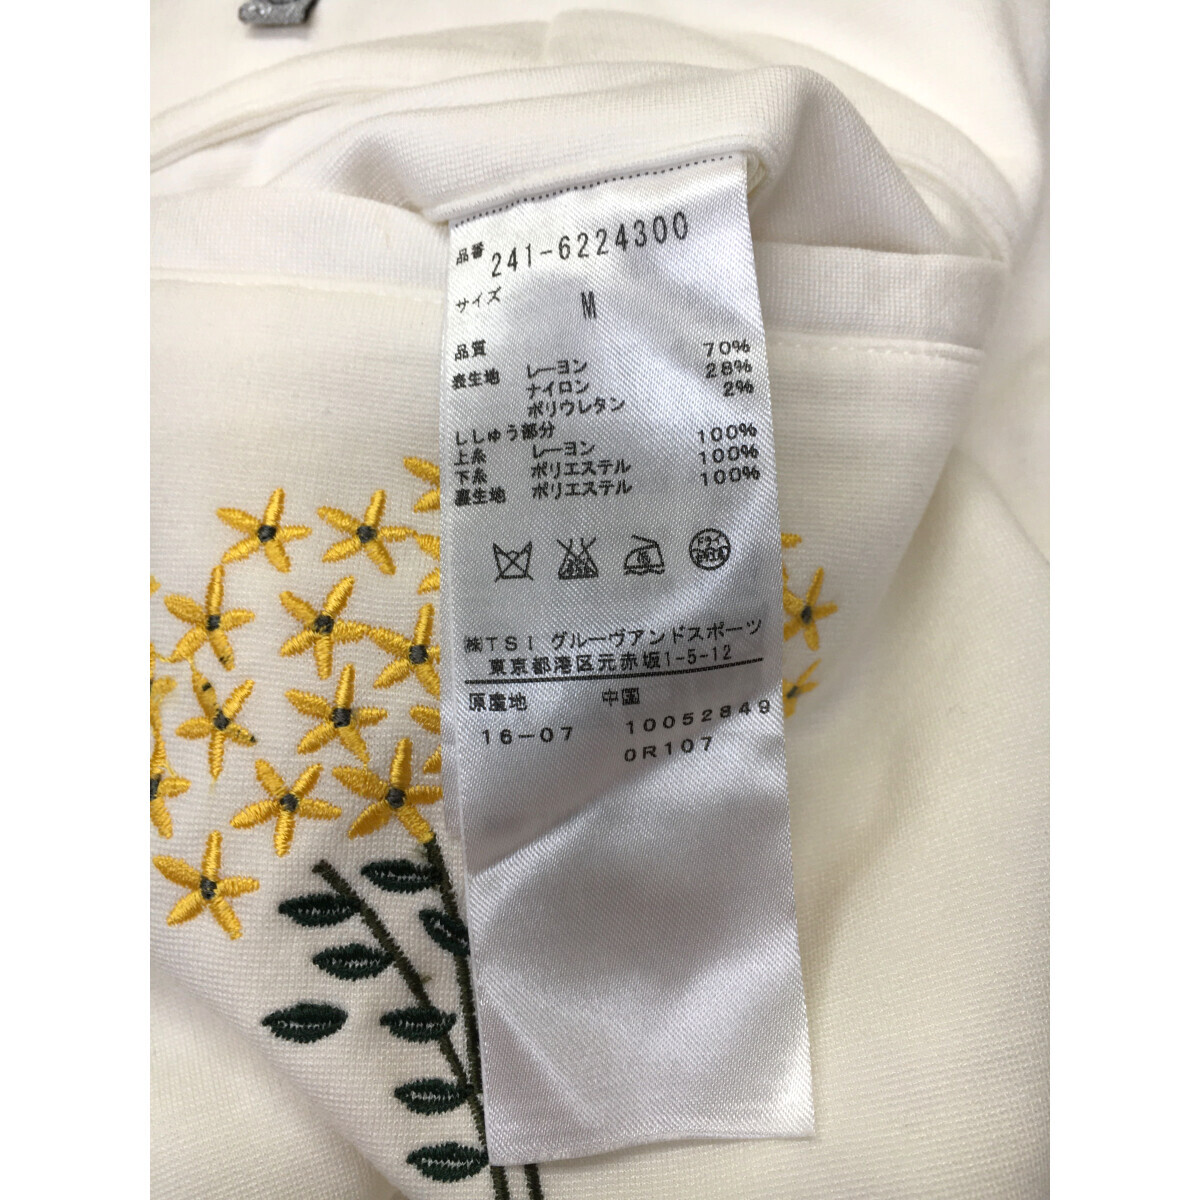 品番 241-6224300
サイズ M
品質
表生地 レーヨン 70%
ナイロン 28%
ポリウレタン 2%
ししゅう部分
上糸 レーヨン 100%
下糸 ポリエステル 100%
裏生地 ポリエステル 100%
㈱TSI グルーヴアンドスポーツ
東京都港区元赤坂1-5-12
原産地 中国
16-07 10052849
0R107